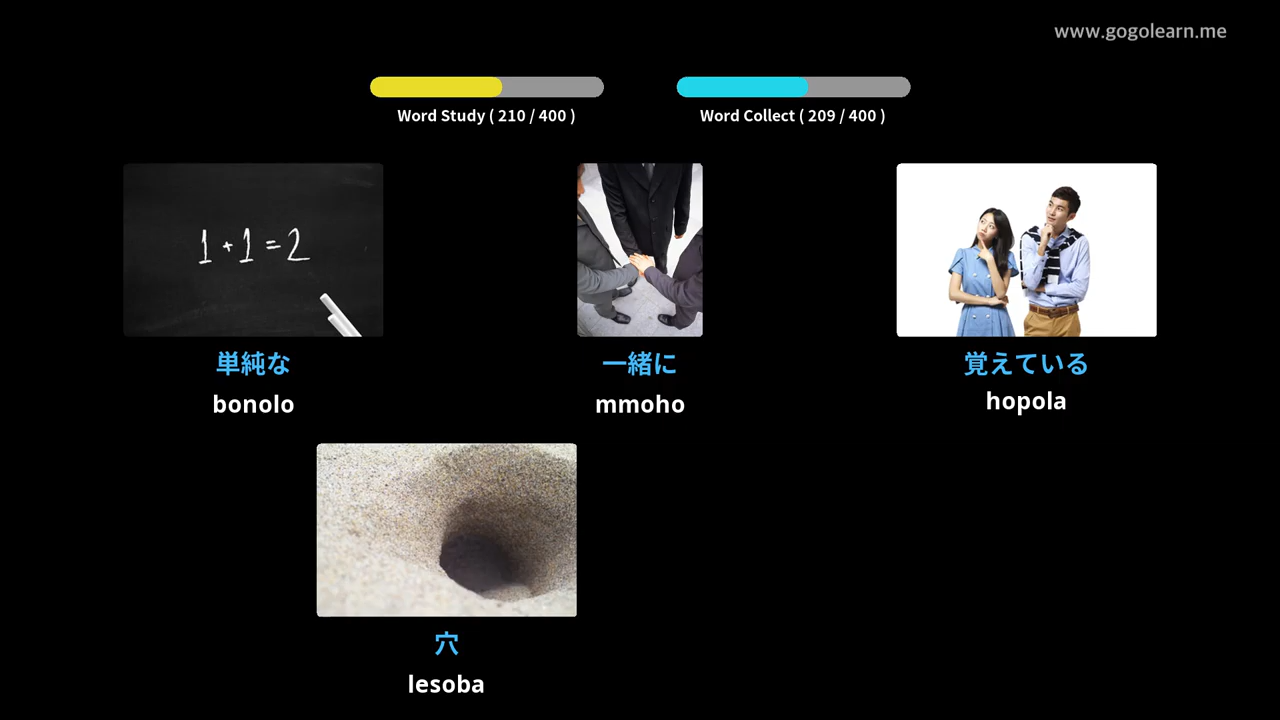 www.gogolearn.me
Word Study ( 210 / 400 )
Word Collect ( 209 / 400 )
1 + 1 = 2
単純な
bonolo
一緒に
mmoho
覚えている
hopola
穴
lesoba